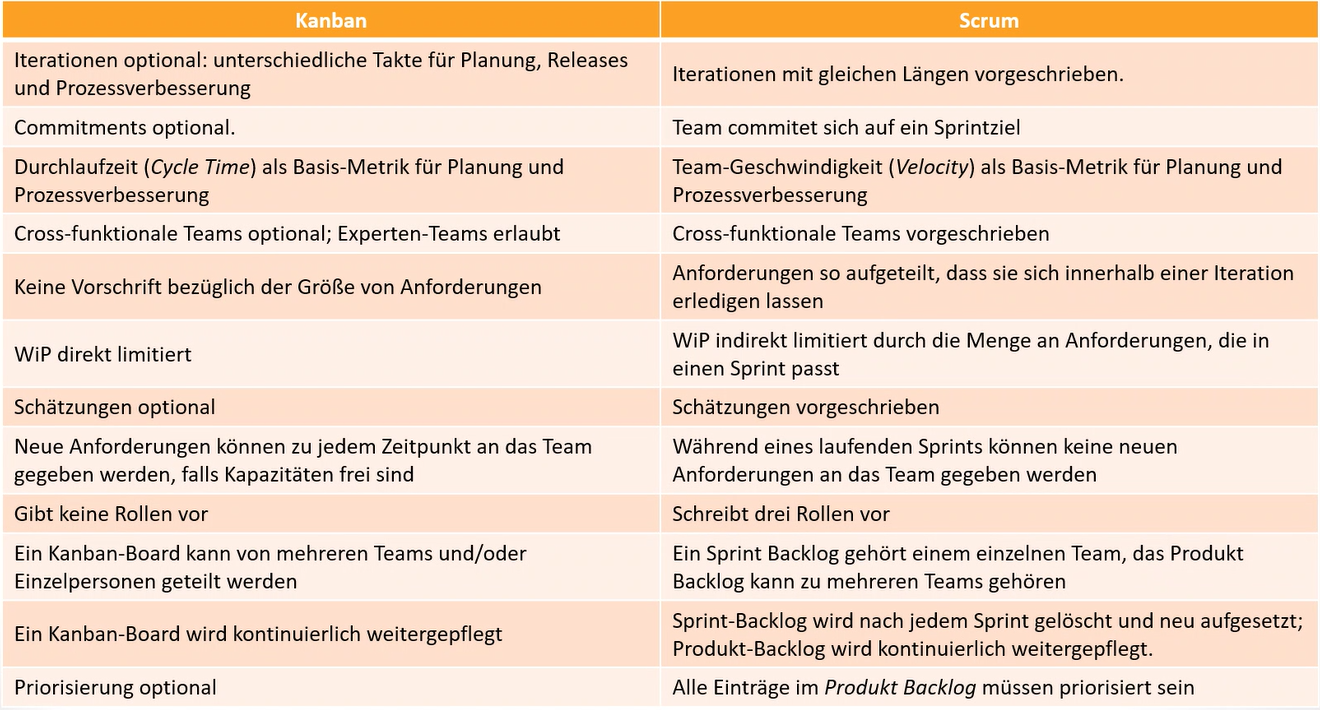 Kanban
Scrum
Iterationen optional: unterschiedliche Takte für Planung, Releases
und Prozessverbesserung
Iterationen mit gleichen Längen vorgeschrieben.
Commitments optional.
Team commitet sich auf ein Sprintziel
Durchlaufzeit (Cycle Time) als Basis-Metrik für Planung und
Prozessverbesserung
Team-Geschwindigkeit (Velocity) als Basis-Metrik für Planung und
Prozessverbesserung
Cross-funktionale Teams optional; Experten-Teams erlaubt
Cross-funktionale Teams vorgeschrieben
Keine Vorschrift bezüglich der Größe von Anforderungen
Anforderungen so aufgeteilt, dass sie sich innerhalb einer Iteration
erledigen lassen
WiP direkt limitiert
WiP indirekt limitiert durch die Menge an Anforderungen, die in
einen Sprint passt
Schätzungen optional
Schätzungen vorgeschrieben
Neue Anforderungen können zu jedem Zeitpunkt an das Team
gegeben werden, falls Kapazitäten frei sind
Während eines laufenden Sprints können keine neuen
Anforderungen an das Team gegeben werden
Gibt keine Rollen vor
Schreibt drei Rollen vor
Ein Kanban-Board kann von mehreren Teams und/oder
Einzelpersonen geteilt werden
Ein Sprint Backlog gehört einem einzelnen Team, das Produkt
Backlog kann zu mehreren Teams gehören
Ein Kanban-Board wird kontinuierlich weitergepflegt
Sprint-Backlog wird nach jedem Sprint gelöscht und neu aufgesetzt;
Produkt-Backlog wird kontinuierlich weitergepflegt.
Priorisierung optional
Alle Einträge im Produkt Backlog müssen priorisiert sein